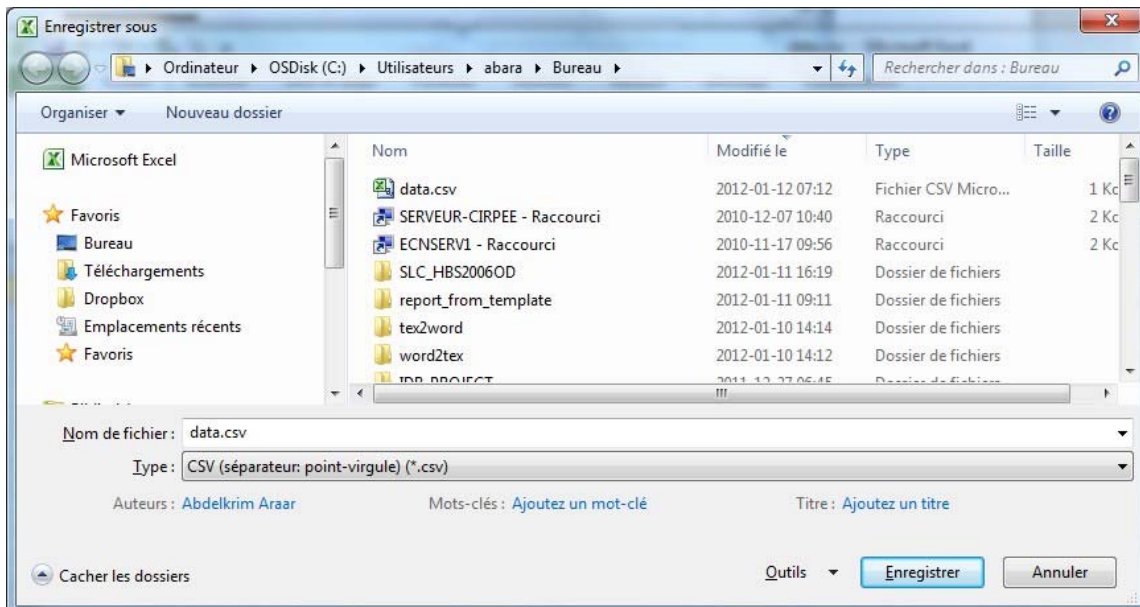 Enregistrer sous
Ordinateur ▸ OSDisk (C:) ▸ Utilisateurs ▸ abara ▸ Bureau ▸ Rechercher dans : Bureau
Organiser Nouveau dossier
Microsoft Excel
Favoris
Bureau
Téléchargements
Dropbox
Emplacements récents
Favoris
Nom Modifié le Type Taille
data.csv 2012-01-12 07:12 Fichier CSV Micro... 1 Kc
SERVEUR-CIRPEE - Raccourci 2010-12-07 10:40 Raccourci 2 Kc
ECNSERV1 - Raccourci 2010-11-17 09:56 Raccourci 2 Kc
SLC_HBS2006OD 2012-01-11 16:19 Dossier de fichiers
report_from_template 2012-01-11 09:11 Dossier de fichiers
tex2word 2012-01-10 14:14 Dossier de fichiers
word2tex 2012-01-10 14:12 Dossier de fichiers
Nom de fichier : data.csv
Type : CSV (séparateur: point-virgule) (*.csv)
Auteurs : Abdelkrim Araar Mots-clés : Ajoutez un mot-clé Titre : Ajoutez un titre
Cacher les dossiers Outils Enregistrer Annuler